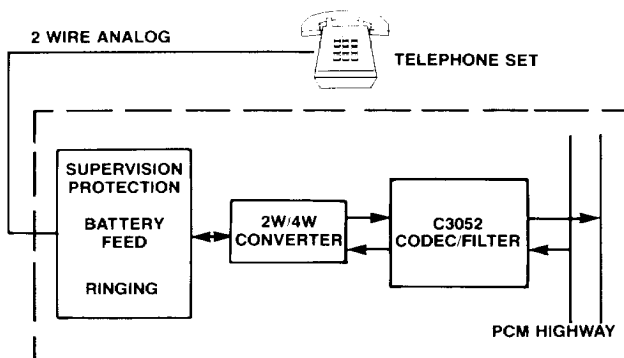 2 WIRE ANALOG
TELEPHONE SET
SUPERVISION
PROTECTION
BATTERY
FEED
RINGING
2W/4W
CONVERTER
C3052
CODEC/FILTER
PCM HIGHWAY